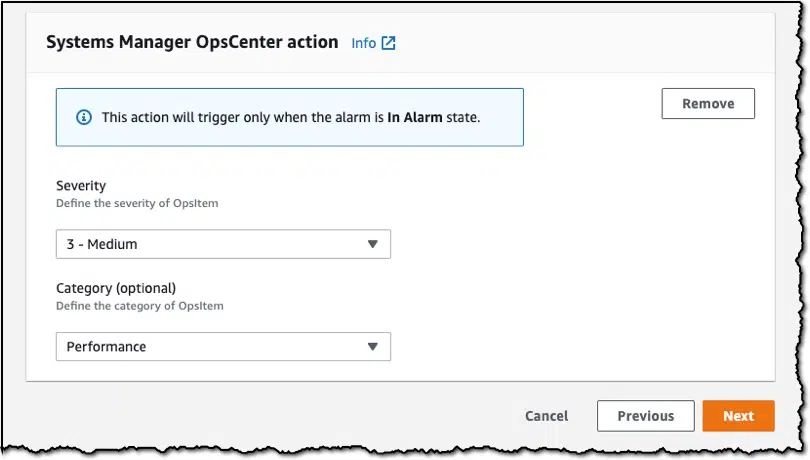 Systems Manager OpsCenter action Info
This action will trigger only when the alarm is In Alarm state.
Remove
Severity
Define the severity of OpsItem
3 - Medium
Category (optional)
Define the category of OpsItem
Performance
Cancel Previous Next